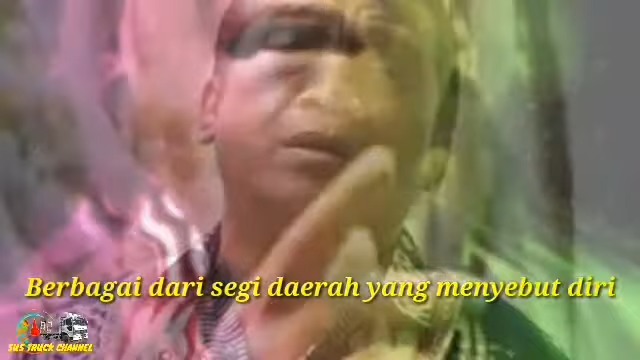 Berbagai dari segi daerah yang menyebut diri
SUS TRUCK CHANNEL